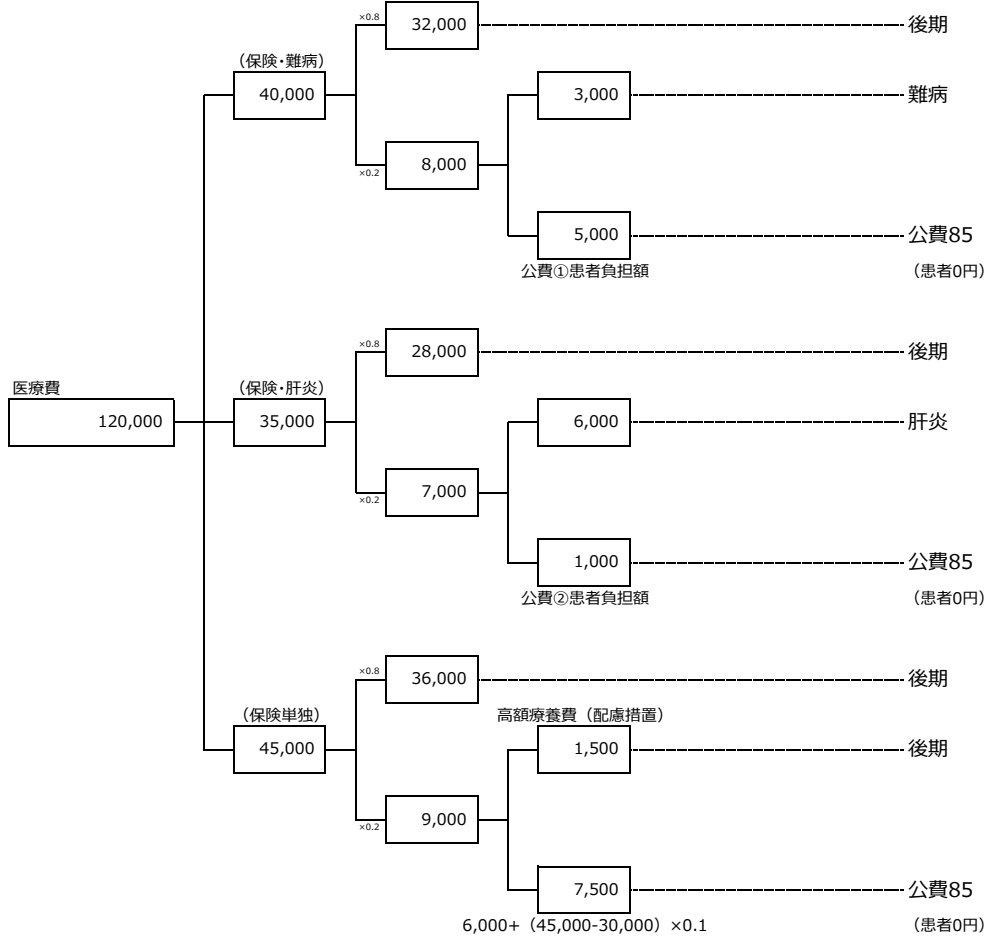 ×0.8
32,000
後期
（保険・難病）
40,000
3,000
難病
×0.2
8,000
5,000
公費85
公費①患者負担額
（患者0円）
×0.8
28,000
後期
医療費
120,000
（保険・肝炎）
35,000
6,000
肝炎
×0.2
7,000
1,000
公費85
公費②患者負担額
（患者0円）
×0.8
36,000
後期
（保険単独）
45,000
高額療養費（配慮措置）
1,500
後期
×0.2
9,000
7,500
公費85
6,000+（45,000-30,000）×0.1
（患者0円）